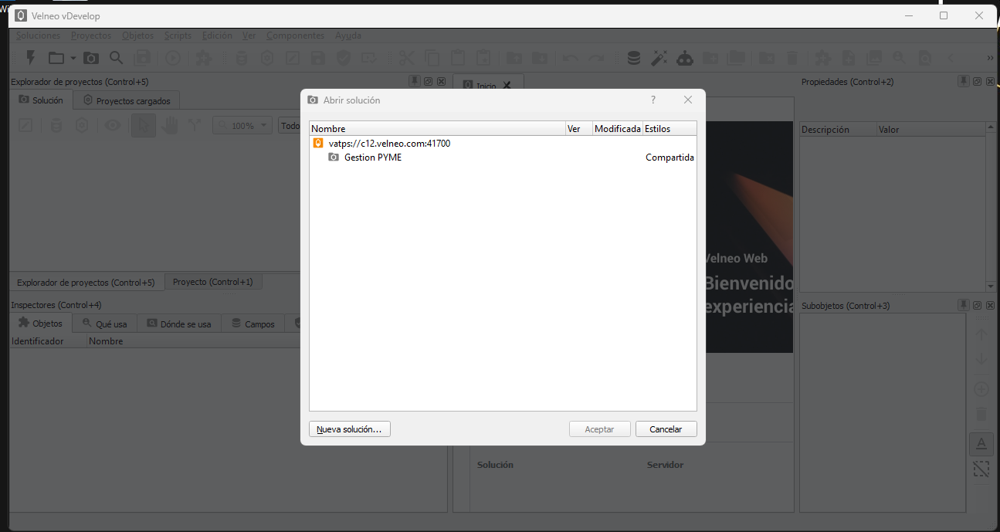 Wi
Velneo vDevelop
Soluciones Proyectos Objetos Scripts Edición Ver Componentes Ayuda
Explorador de proyectos (Control+5)
Inicio
Propiedades (Control+2)
Solución Proyectos cargados
100% Todo
Descripción Valor
Abrir solución
Nombre Ver Modificada Estilos
vatps://c12.velneo.com:41700
Gestion PYME Compartida
Velneo Web
Bienvenido
experiencia
Explorador de proyectos (Control+5) Proyecto (Control+1)
Inspectores (Control+4)
Subobjetos (Control+3)
Objetos Qué usa Dónde se usa Campos
Identificador Nombre
Nueva solución... Aceptar Cancelar
Solución Servidor